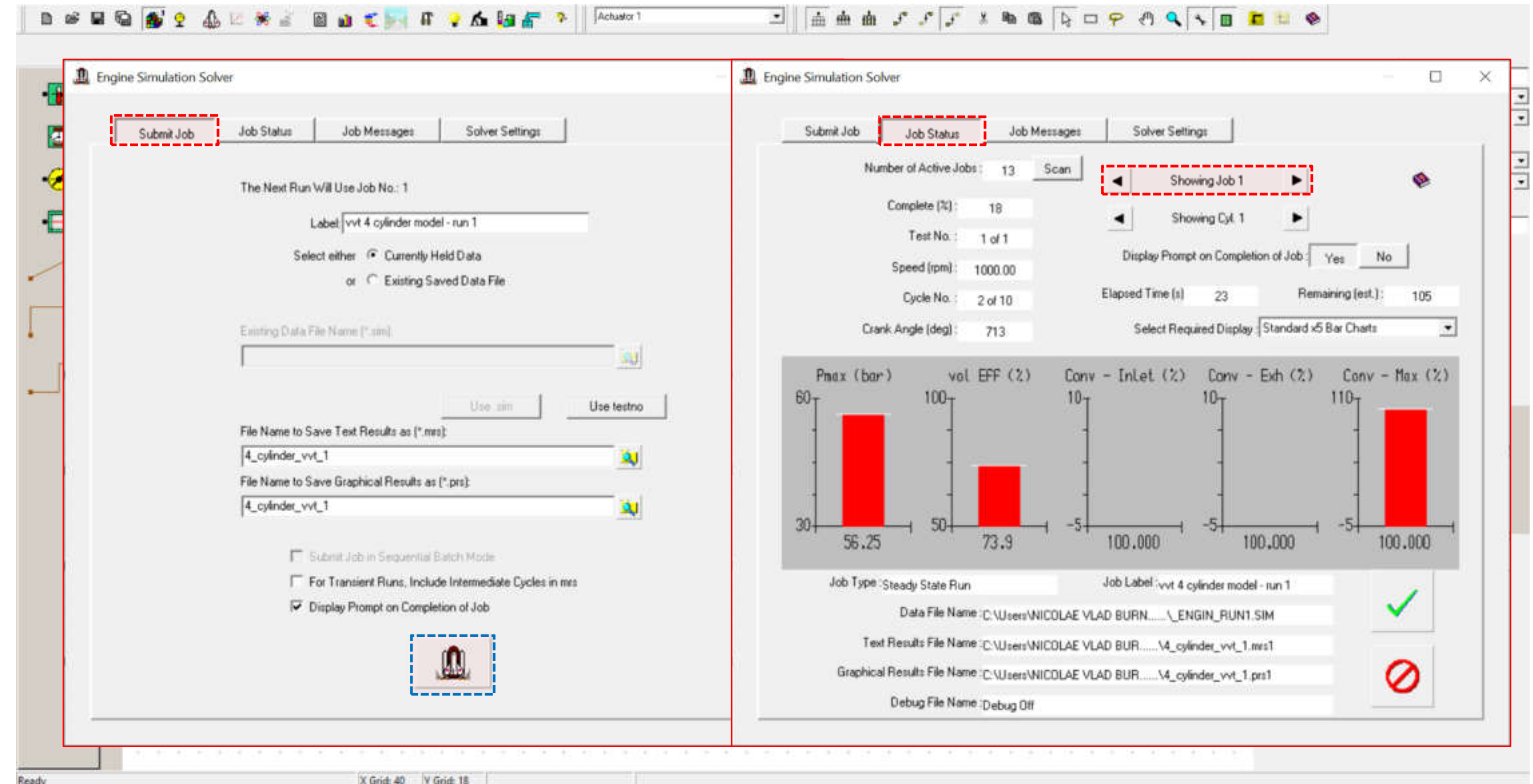 Actuator 1
Engine Simulation Solver
Submit Job
Job Status
Job Messages
Solver Settings
The Next Run Will Use Job No.: 1
Label: vvt 4 cylinder model - run 1
Select either Currently Held Data
or Existing Saved Data File
Existing Data File Name (*.sim):
Use .sim
Use testno
File Name to Save Text Results as (*.mrs):
4_cylinder_vvt_1
File Name to Save Graphical Results as (*.prs):
4_cylinder_vvt_1
Submit Job in Sequential Batch Mode
For Transient Runs, Include Intermediate Cycles in mrs
Display Prompt on Completion of Job
Engine Simulation Solver
Submit Job
Job Status
Job Messages
Solver Settings
Number of Active Jobs : 13 Scan
Showing Job 1
Complete (%) : 18
Showing Cyl. 1
Test No. : 1 of 1
Display Prompt on Completion of Job : Yes No
Speed (rpm) : 1000.00
Cycle No. : 2 of 10
Elapsed Time (s) 23 Remaining (est.) : 105
Crank Angle (deg) : 713
Select Required Display : Standard x5 Bar Charts
Pmax (bar) vol EFF (%) Conv - Inlet (%) Conv - Exh (%) Conv - Max (%)
60 100 10 10 110
30 50 -5 -5 -5
56.25 73.9 100.000 100.000 100.000
Job Type : Steady State Run
Job Label : vvt 4 cylinder model - run 1
Data File Name : C:\Users\NICOLAE VLAD BURN......\_ENGIN_RUN1.SIM
Text Results File Name : C:\Users\NICOLAE VLAD BUR......\4_cylinder_vvt_1.mrs1
Graphical Results File Name : C:\Users\NICOLAE VLAD BUR......\4_cylinder_vvt_1.prs1
Debug File Name : Debug Off
Ready
X Grid: 40 Y Grid: 18